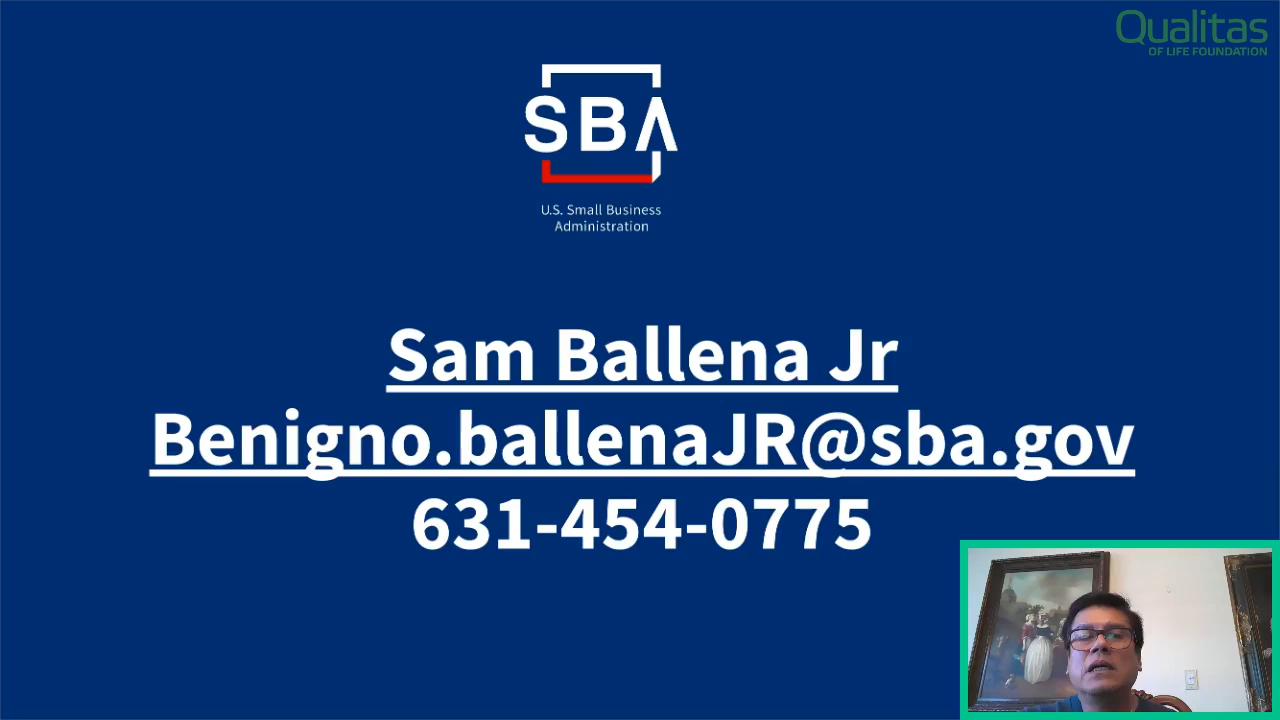 Qualitas
OF LIFE FOUNDATION
SBA
U.S. Small Business
Administration
Sam Ballena Jr
Benigno.ballenaJR@sba.gov
631-454-0775